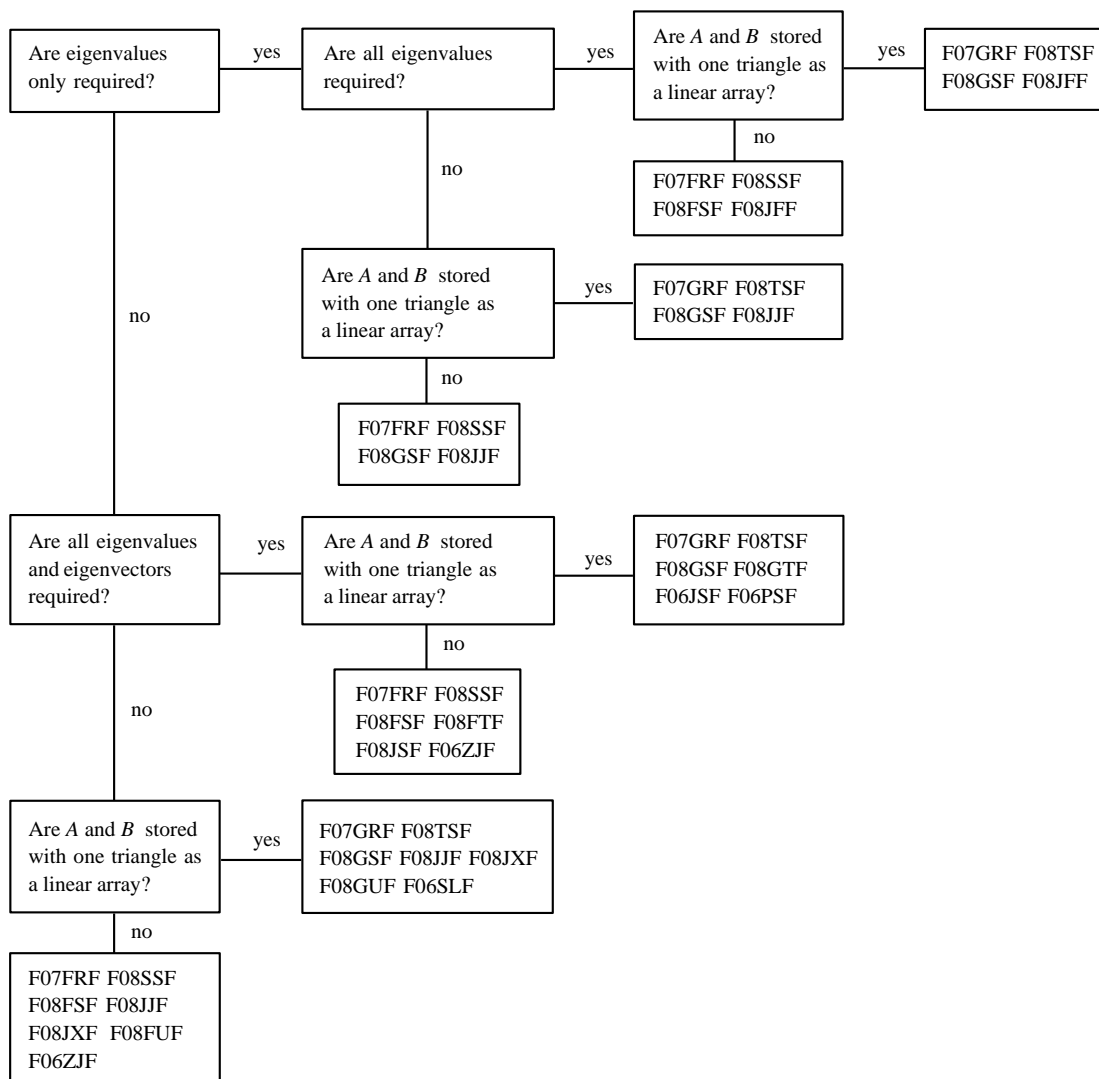 Are eigenvalues
only required?
yes
Are all eigenvalues
required?
yes
Are A and B stored
with one triangle as
a linear array?
yes
F07GRF F08TSF
F08GSF F08JFF
no
F07FRF F08SSF
F08FSF F08JFF
no
Are A and B stored
with one triangle as
a linear array?
yes
F07GRF F08TSF
F08GSF F08JJF
no
F07FRF F08SSF
F08GSF F08JJF
no
Are all eigenvalues
and eigenvectors
required?
yes
Are A and B stored
with one triangle as
a linear array?
yes
F07GRF F08TSF
F08GSF F08GTF
F06JSF F06PSF
no
F07FRF F08SSF
F08FSF F08FTF
F08JSF F06ZJF
no
Are A and B stored
with one triangle as
a linear array?
yes
F07GRF F08TSF
F08GSF F08JJF F08JXF
F08GUF F06SLF
no
F07FRF F08SSF
F08FSF F08JJF
F08JXF F08FUF
F06ZJF